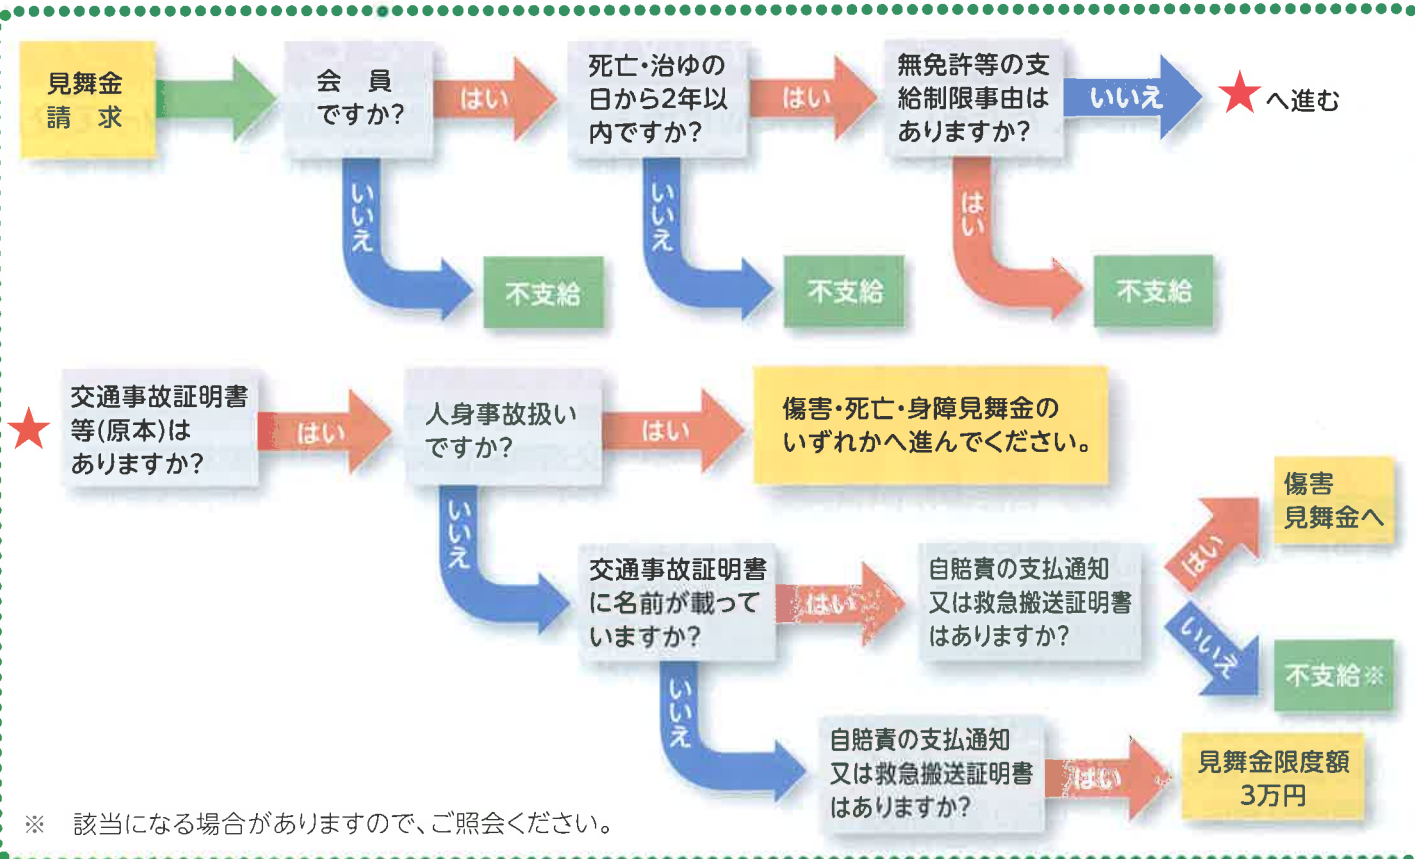 見舞金
請　求
会　員
ですか?
はい
死亡・治ゆの
日から2年以
内ですか?
はい
無免許等の支
給制限事由は
ありますか?
いいえ
★へ進む
いいえ
不支給
いいえ
不支給
はい
不支給
★
交通事故証明書
等(原本)は
ありますか?
はい
人身事故扱い
ですか?
はい
傷害・死亡・身障見舞金の
いずれかへ進んでください。
いいえ
交通事故証明書
に名前が載って
いますか?
はい
自賠責の支払通知
又は救急搬送証明書
はありますか?
はい
傷害
見舞金へ
いいえ
不支給※
いいえ
自賠責の支払通知
又は救急搬送証明書
はありますか?
はい
見舞金限度額
3万円
※　該当になる場合がありますので、ご照会ください。